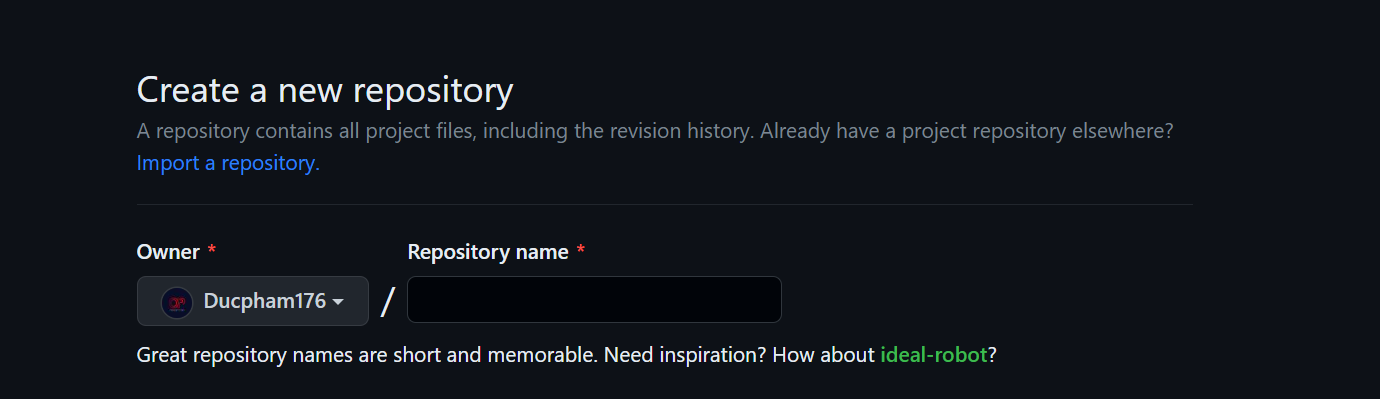 Create a new repository
A repository contains all project files, including the revision history. Already have a project repository elsewhere?
Import a repository.
Owner *
Repository name *
Ducpham176 / 
Great repository names are short and memorable. Need inspiration? How about ideal-robot?